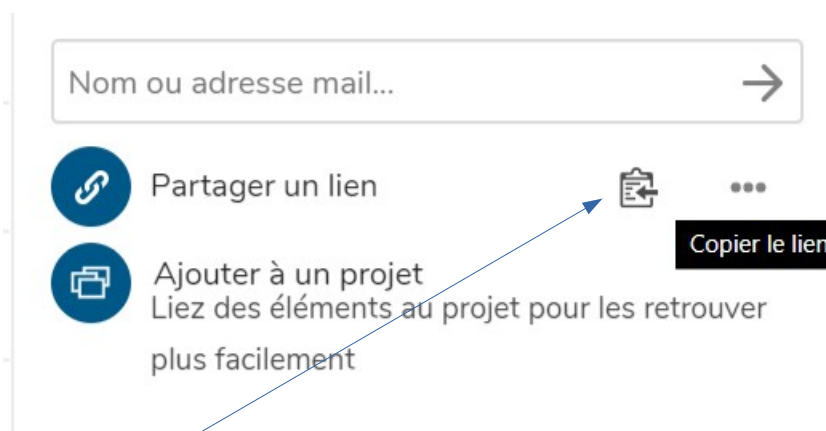 Nom ou adresse mail...
Partager un lien
Copier le lien
Ajouter à un projet
Liez des éléments au projet pour les retrouver
plus facilement